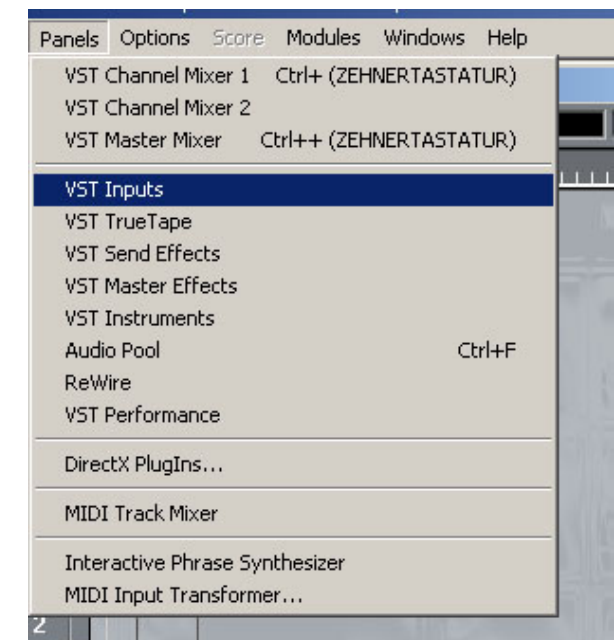 Panels Options Score Modules Windows Help
VST Channel Mixer 1 Ctrl+ (ZEHNERTASTATUR)
VST Channel Mixer 2
VST Master Mixer Ctrl++ (ZEHNERTASTATUR)
VST Inputs
VST TrueTape
VST Send Effects
VST Master Effects
VST Instruments
Audio Pool Ctrl+F
ReWire
VST Performance
DirectX PlugIns...
MIDI Track Mixer
Interactive Phrase Synthesizer
MIDI Input Transformer...
2